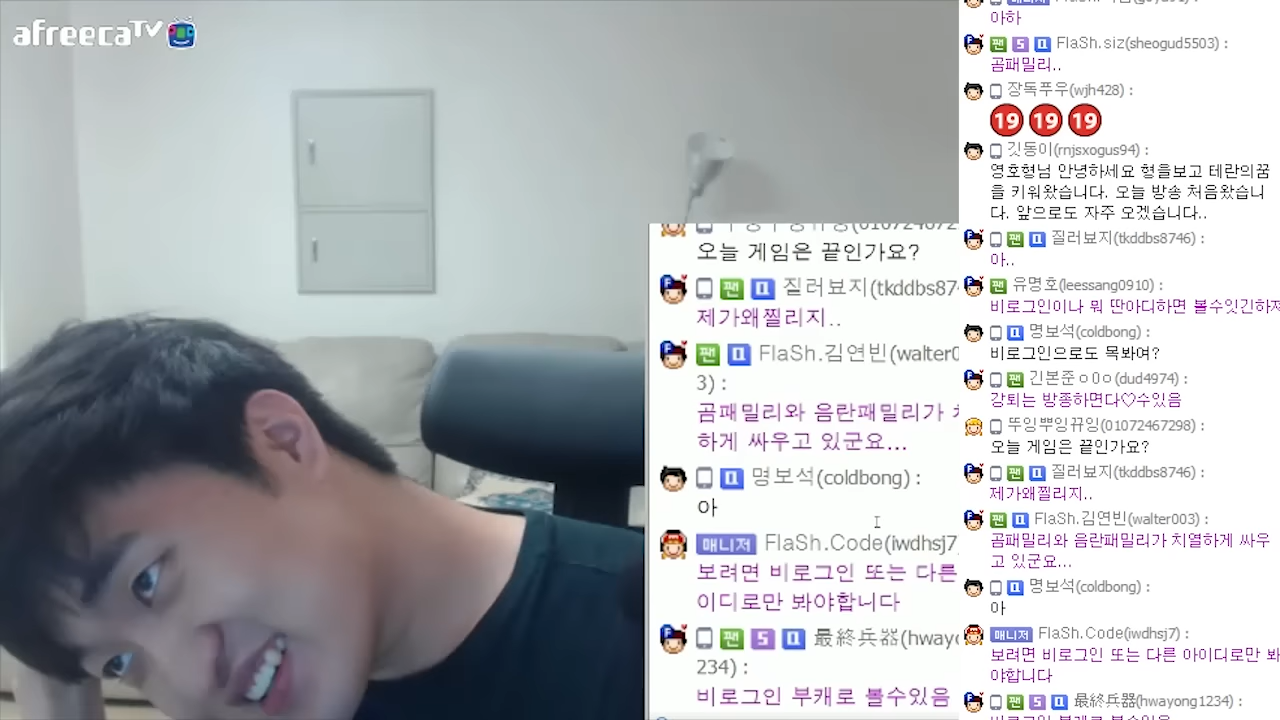 afreecaTV
오늘 게임은 끝인가요?
질러뵤지(tkddbs87
제가왜찔리지..
FlaSh.김연빈(walter0
3) :
곰패밀리와 음란패밀리가
하게 싸우고 있군요...
명보석(coldbong) :
아
매니저 FlaSh.Code(iwdhsj7
보려면 비로그인 또는 다른
이디로만 봐야합니다
팬 S 最終兵器(hwayo
234) :
비로그인 부캐로 볼수있음
아하
팬 S FlaSh.siz(sheogud5503) :
곰패밀리..
장독푸우(wjh428) :
19 19 19
깃동이(rnjsxogus94) :
영호형님 안녕하세요 형을보고 테란의꿈
을 키워왔습니다. 오늘 방송 처음왔습니
다. 앞으로도 자주 오겠습니다..
팬 질러뵤지(tkddbs8746) :
아..
팬 유명호(leessang0910) :
비로그인이나 뭐 딴아디하면 볼수잇긴하
명보석(coldbong) :
비로그인으로도 목봐여?
팬 긴본준ㅇ0ㅇ(dud4974) :
강퇴는 방종하면다♡수있음
뚜잉뿌잉뀨잉(01072467298) :
오늘 게임은 끝인가요?
팬 질러뵤지(tkddbs8746) :
제가왜찔리지..
팬 FlaSh.김연빈(walter003) :
곰패밀리와 음란패밀리가 치열하게 싸우
고 있군요...
명보석(coldbong) :
아
매니저 FlaSh.Code(iwdhsj7) :
보려면 비로그인 또는 다른 아이디로만 봐
야합니다
팬 S 最終兵器(hwayong1234) :